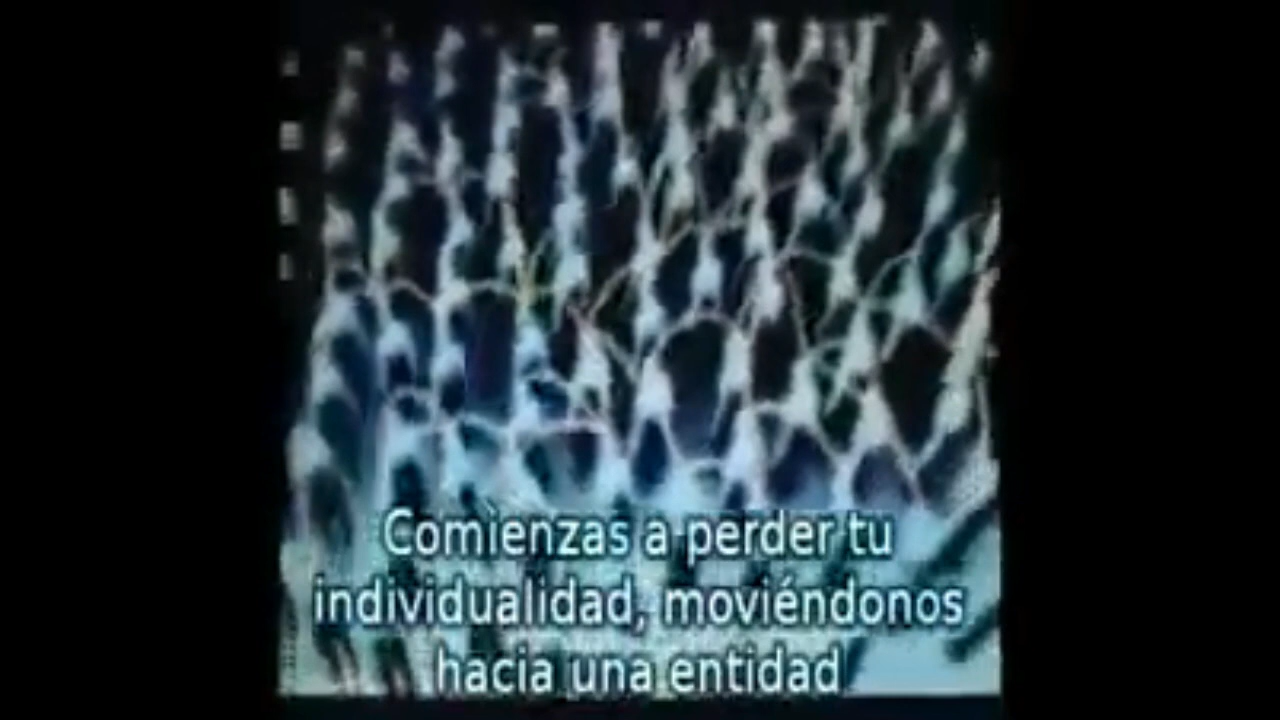 Comienzas a perder tu
individualidad, moviéndonos
hacia una entidad